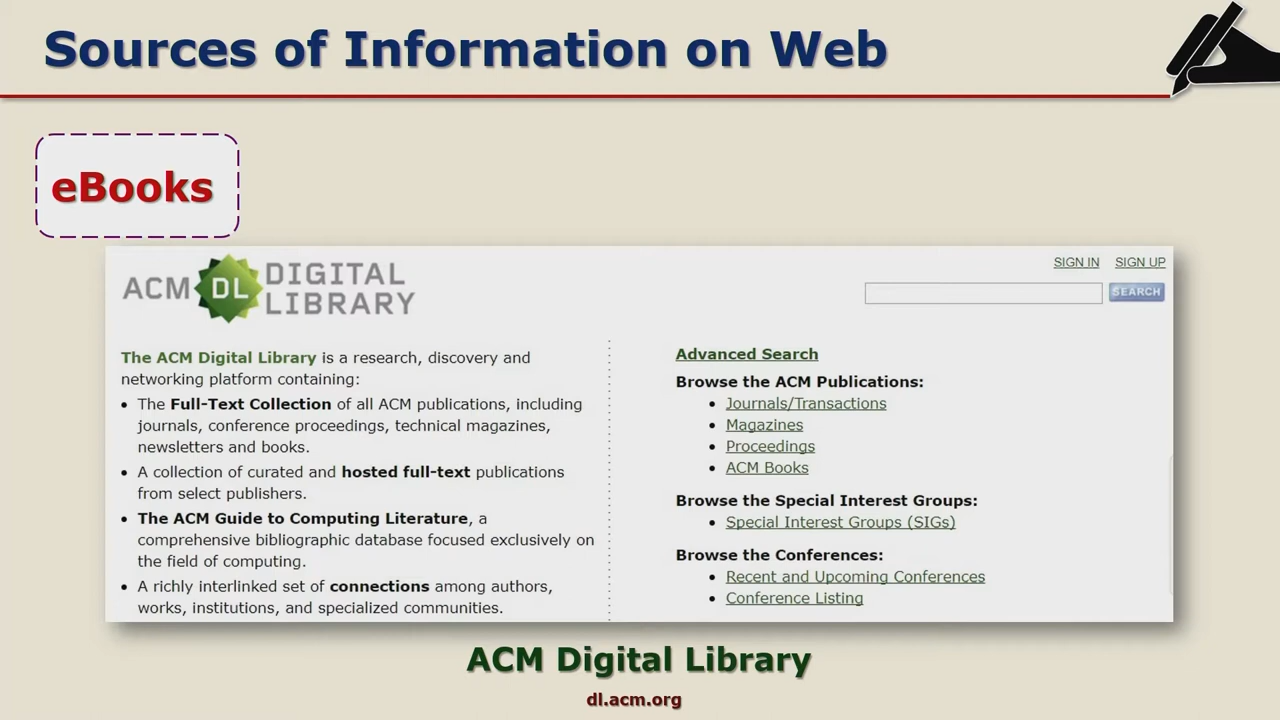 Sources of Information on Web
eBooks
ACM DL DIGITAL
LIBRARY
SIGN IN SIGN UP
SEARCH
The ACM Digital Library is a research, discovery and
networking platform containing:
• The Full-Text Collection of all ACM publications, including
journals, conference proceedings, technical magazines,
newsletters and books.
• A collection of curated and hosted full-text publications
from select publishers.
• The ACM Guide to Computing Literature, a
comprehensive bibliographic database focused exclusively on
the field of computing.
• A richly interlinked set of connections among authors,
works, institutions, and specialized communities.
Advanced Search
Browse the ACM Publications:
• Journals/Transactions
• Magazines
• Proceedings
• ACM Books
Browse the Special Interest Groups:
• Special Interest Groups (SIGs)
Browse the Conferences:
• Recent and Upcoming Conferences
• Conference Listing
ACM Digital Library
dl.acm.org